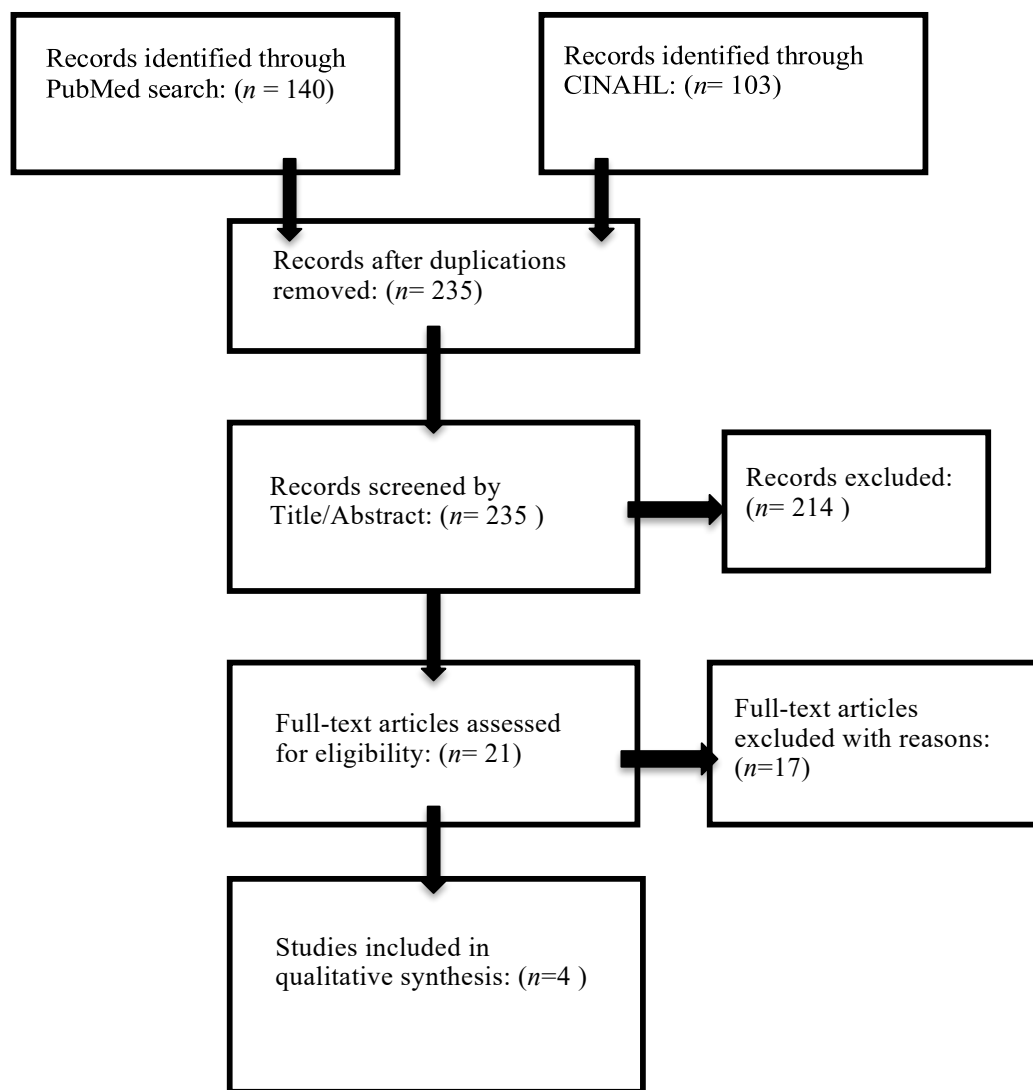 Records identified through
PubMed search: (n = 140)
Records identified through
CINAHL: (n= 103)
Records after duplications
removed: (n= 235)
Records screened by
Title/Abstract: (n= 235 )
Records excluded:
(n= 214 )
Full-text articles assessed
for eligibility: (n= 21)
Full-text articles
excluded with reasons:
(n=17)
Studies included in
qualitative synthesis: (n=4 )